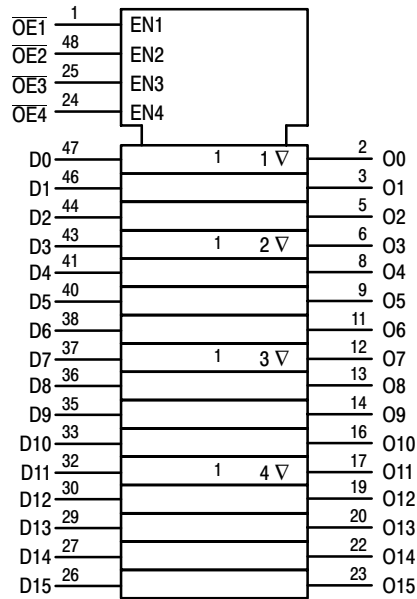 O̅E̅1̅ 1 EN1
O̅E̅2̅ 48 EN2
O̅E̅3̅ 25 EN3
O̅E̅4̅ 24 EN4
D0 47 1 1 ∇ 2 O0
D1 46 3 O1
D2 44 5 O2
D3 43 1 2 ∇ 6 O3
D4 41 8 O4
D5 40 9 O5
D6 38 11 O6
D7 37 1 3 ∇ 12 O7
D8 36 13 O8
D9 35 14 O9
D10 33 16 O10
D11 32 1 4 ∇ 17 O11
D12 30 19 O12
D13 29 20 O13
D14 27 22 O14
D15 26 23 O15